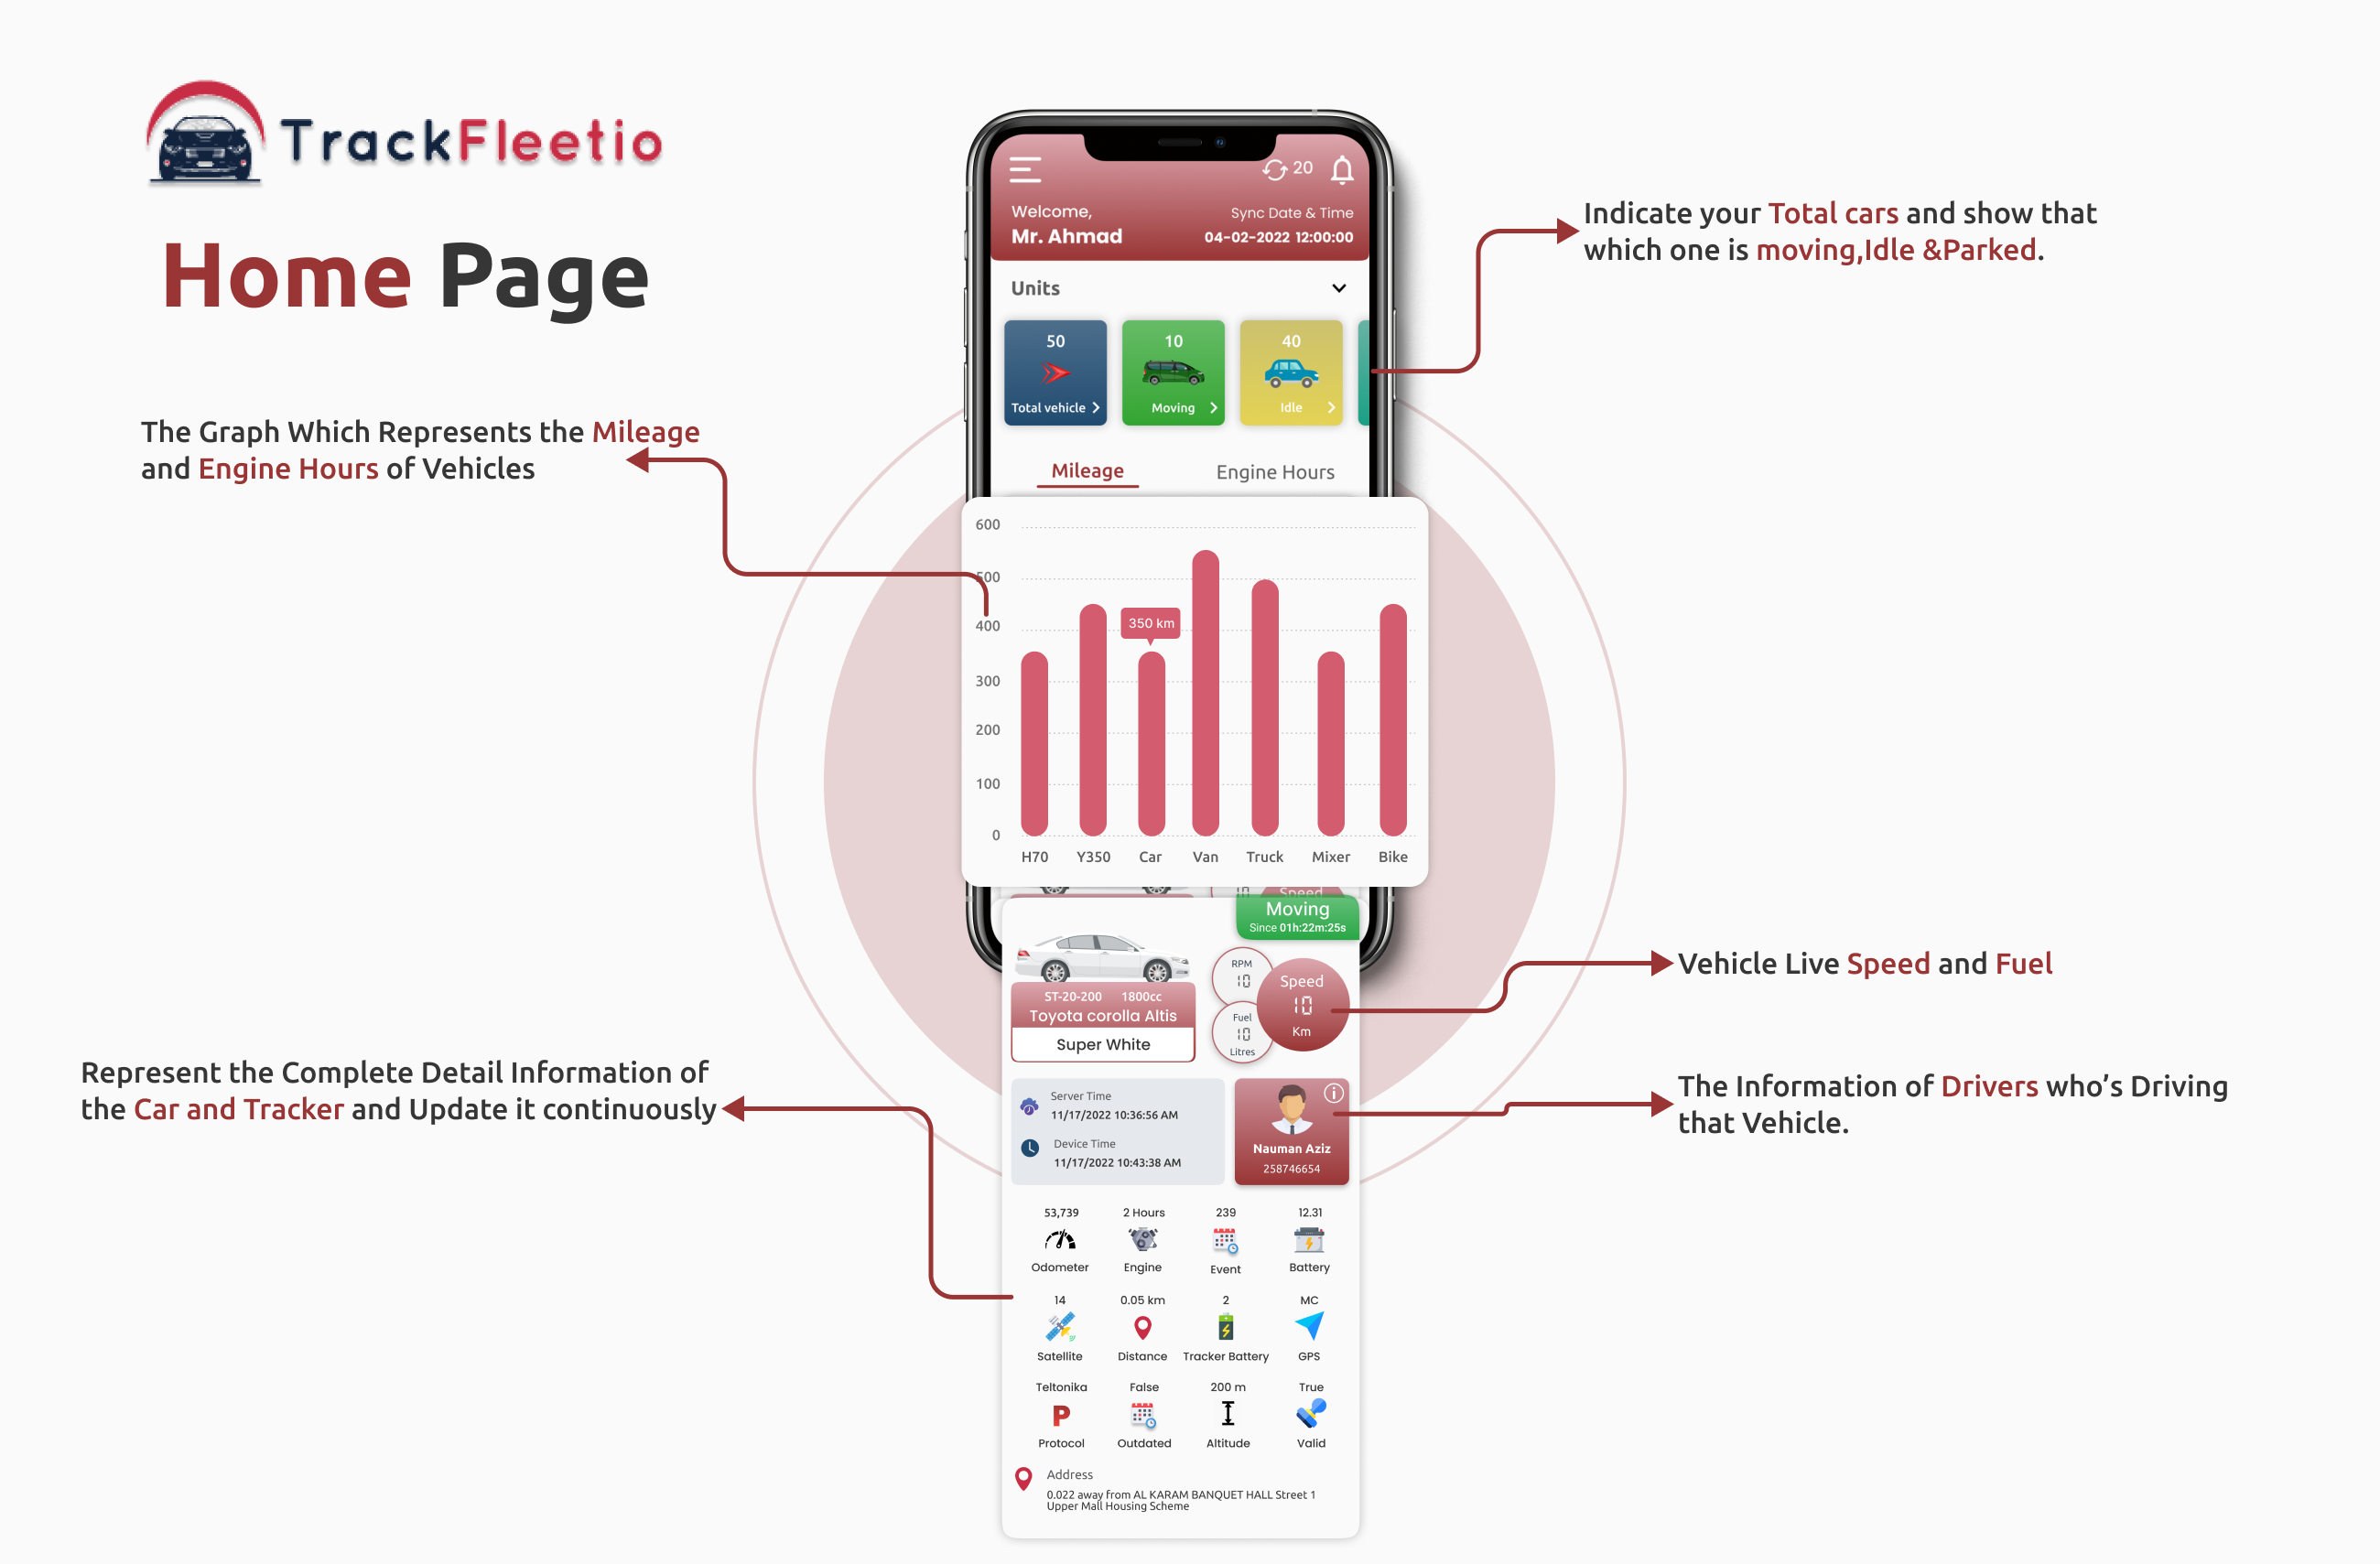 TrackFleetio
Home Page
The Graph Which Represents the Mileage
and Engine Hours of Vehicles
Represent the Complete Detail Information of
the Car and Tracker and Update it continuously
20
Welcome,
Mr. Ahmad
Sync Date & Time
04-02-2022 12:00:00
Units
50
Total vehicle
10
Moving
40
Idle
Mileage
Engine Hours
600
500
400
300
200
100
0
350 km
H70 Y350 Car Van Truck Mixer Bike
10
Speed
Moving
Since 01h:22m:25s
ST-20-200 1800cc
Toyota corolla Altis
Super White
RPM
10
Fuel
10
Litres
Speed
10
Km
Server Time
11/17/2022 10:36:56 AM
Device Time
11/17/2022 10:43:38 AM
Nauman Aziz
258746654
53,739 2 Hours 239 12.31
Odometer Engine Event Battery
14 0.05 km 2 MC
Satellite Distance Tracker Battery GPS
Teltonika False 200 m True
P
Protocol Outdated Altitude Valid
Address
0.022 away from AL KARAM BANQUET HALL Street 1
Upper Mall Housing Scheme
Indicate your Total cars and show that
which one is moving,Idle &Parked.
Vehicle Live Speed and Fuel
The Information of Drivers who’s Driving
that Vehicle.